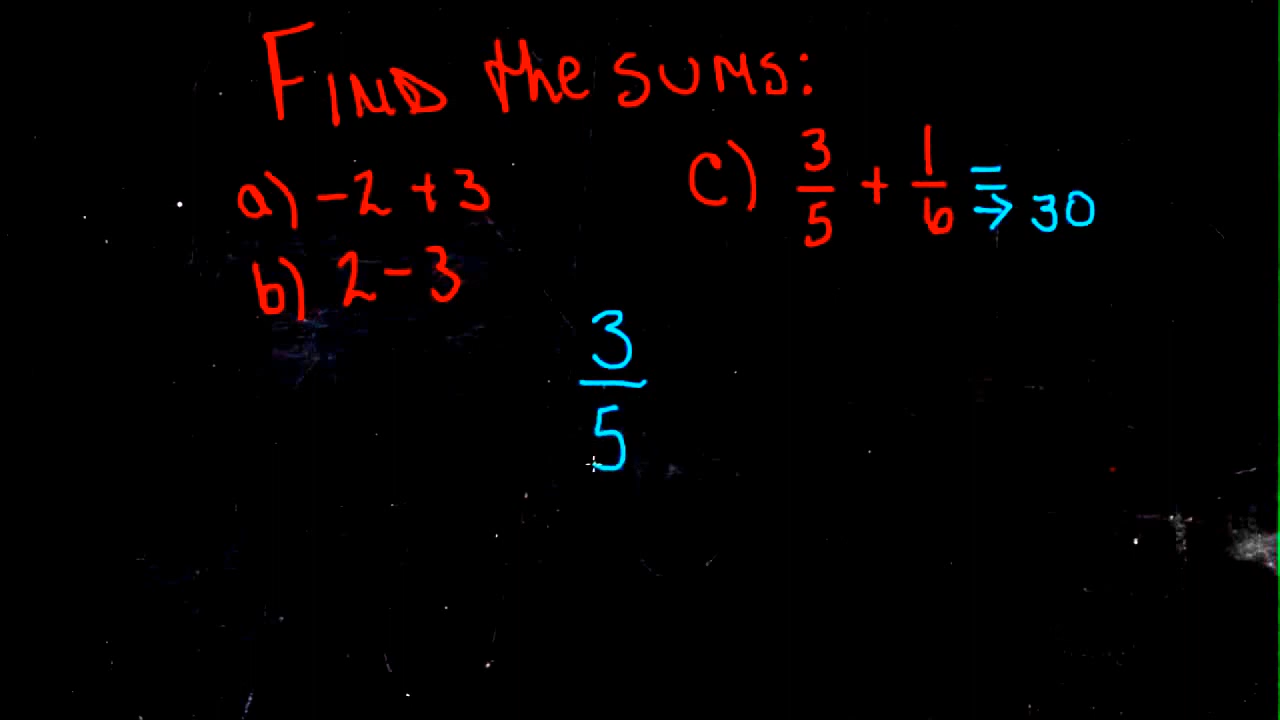 FIND the SUMS:
a) -2 + 3
b) 2 - 3
c) 3/5 + 1/6 = → 30
3
5